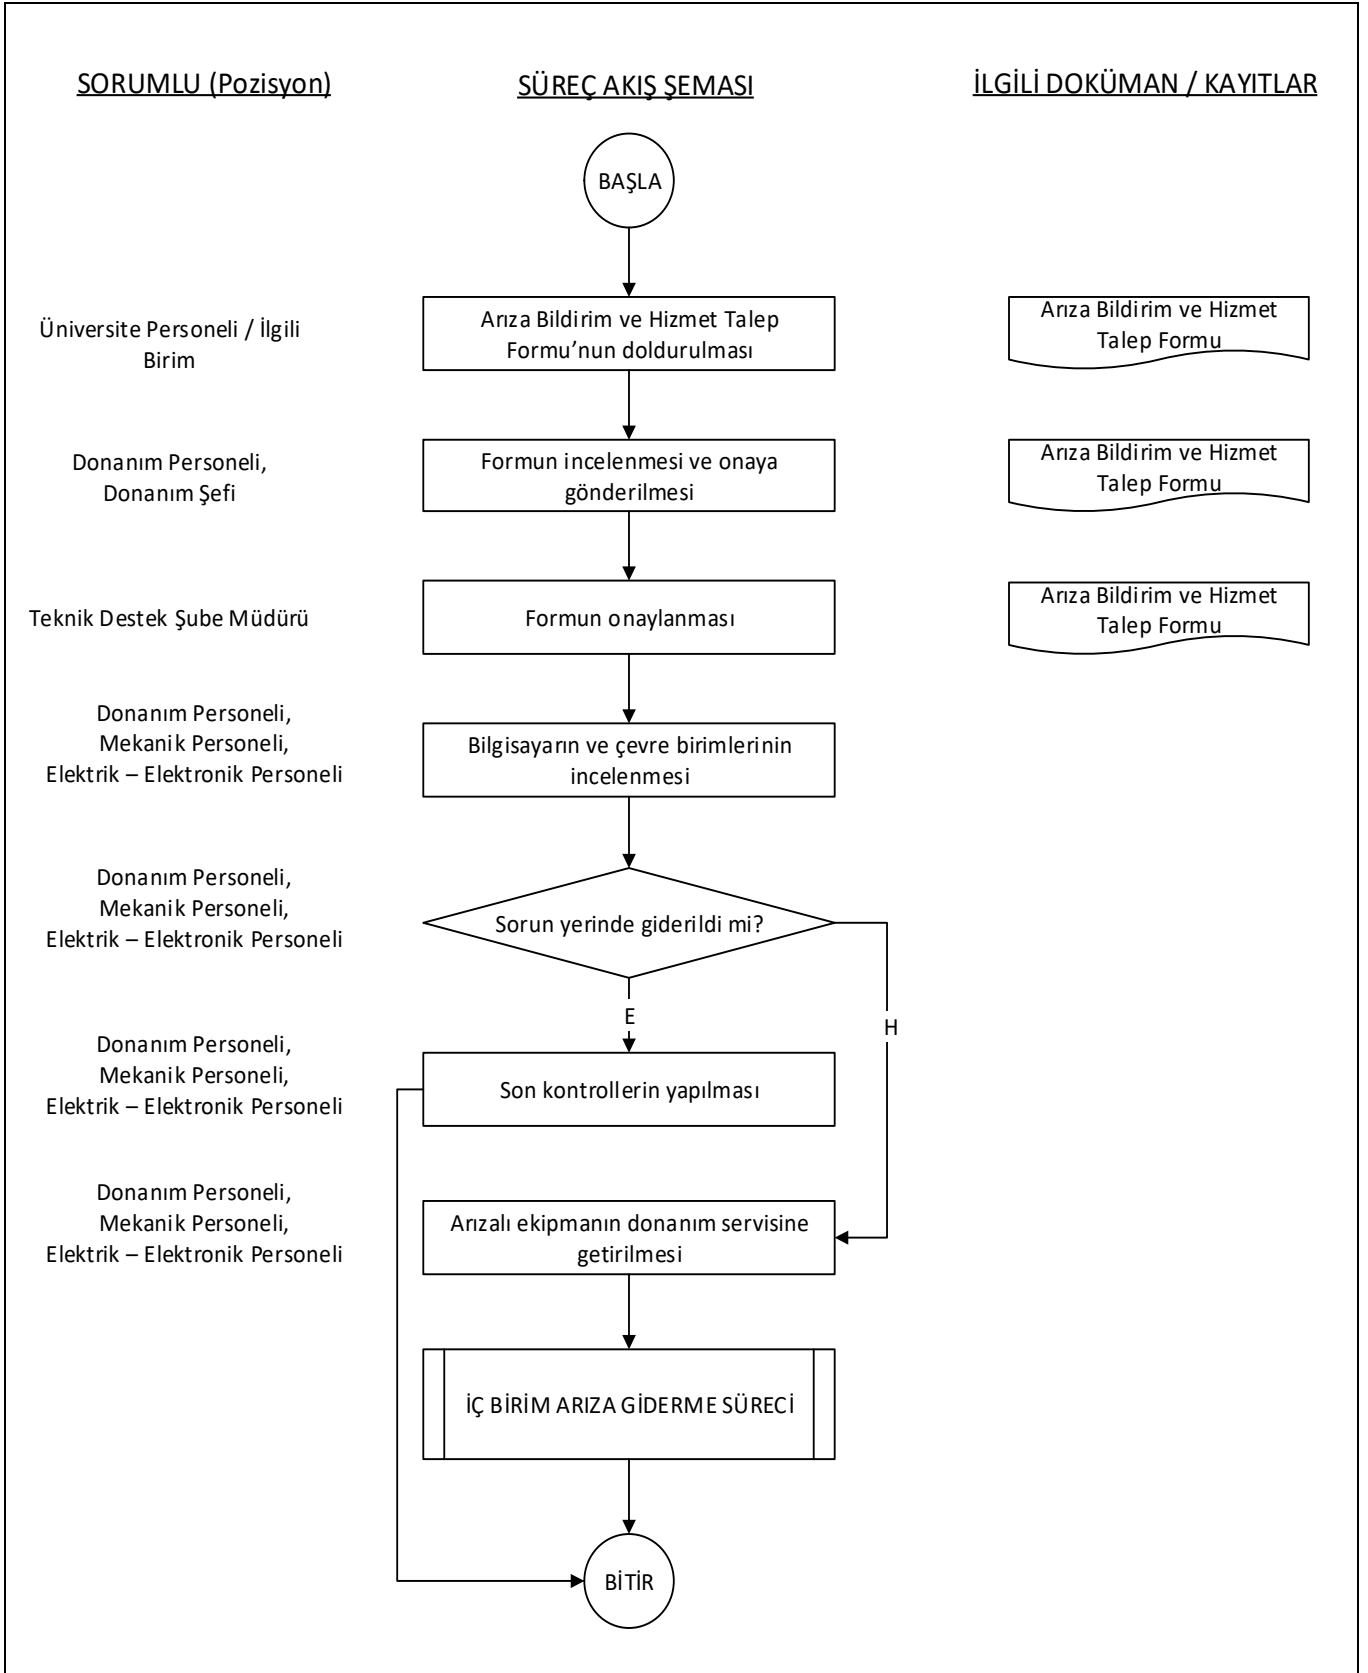 SORUMLU (Pozisyon)
SÜREÇ AKIŞ ŞEMASI
İLGİLİ DOKÜMAN / KAYITLAR
BAŞLA
Üniversite Personeli / İlgili
Birim
Arıza Bildirim ve Hizmet Talep
Formu’nun doldurulması
Arıza Bildirim ve Hizmet
Talep Formu
Donanım Personeli,
Donanım Şefi
Formun incelenmesi ve onaya
gönderilmesi
Arıza Bildirim ve Hizmet
Talep Formu
Teknik Destek Şube Müdürü
Formun onaylanması
Arıza Bildirim ve Hizmet
Talep Formu
Donanım Personeli,
Mekanik Personeli,
Elektrik – Elektronik Personeli
Bilgisayarın ve çevre birimlerinin
incelenmesi
Donanım Personeli,
Mekanik Personeli,
Elektrik – Elektronik Personeli
Sorun yerinde giderildi mi?
E
H
Donanım Personeli,
Mekanik Personeli,
Elektrik – Elektronik Personeli
Son kontrollerin yapılması
Donanım Personeli,
Mekanik Personeli,
Elektrik – Elektronik Personeli
Arızalı ekipmanın donanım servisine
getirilmesi
İÇ BİRİM ARIZA GİDERME SÜRECİ
BİTİR